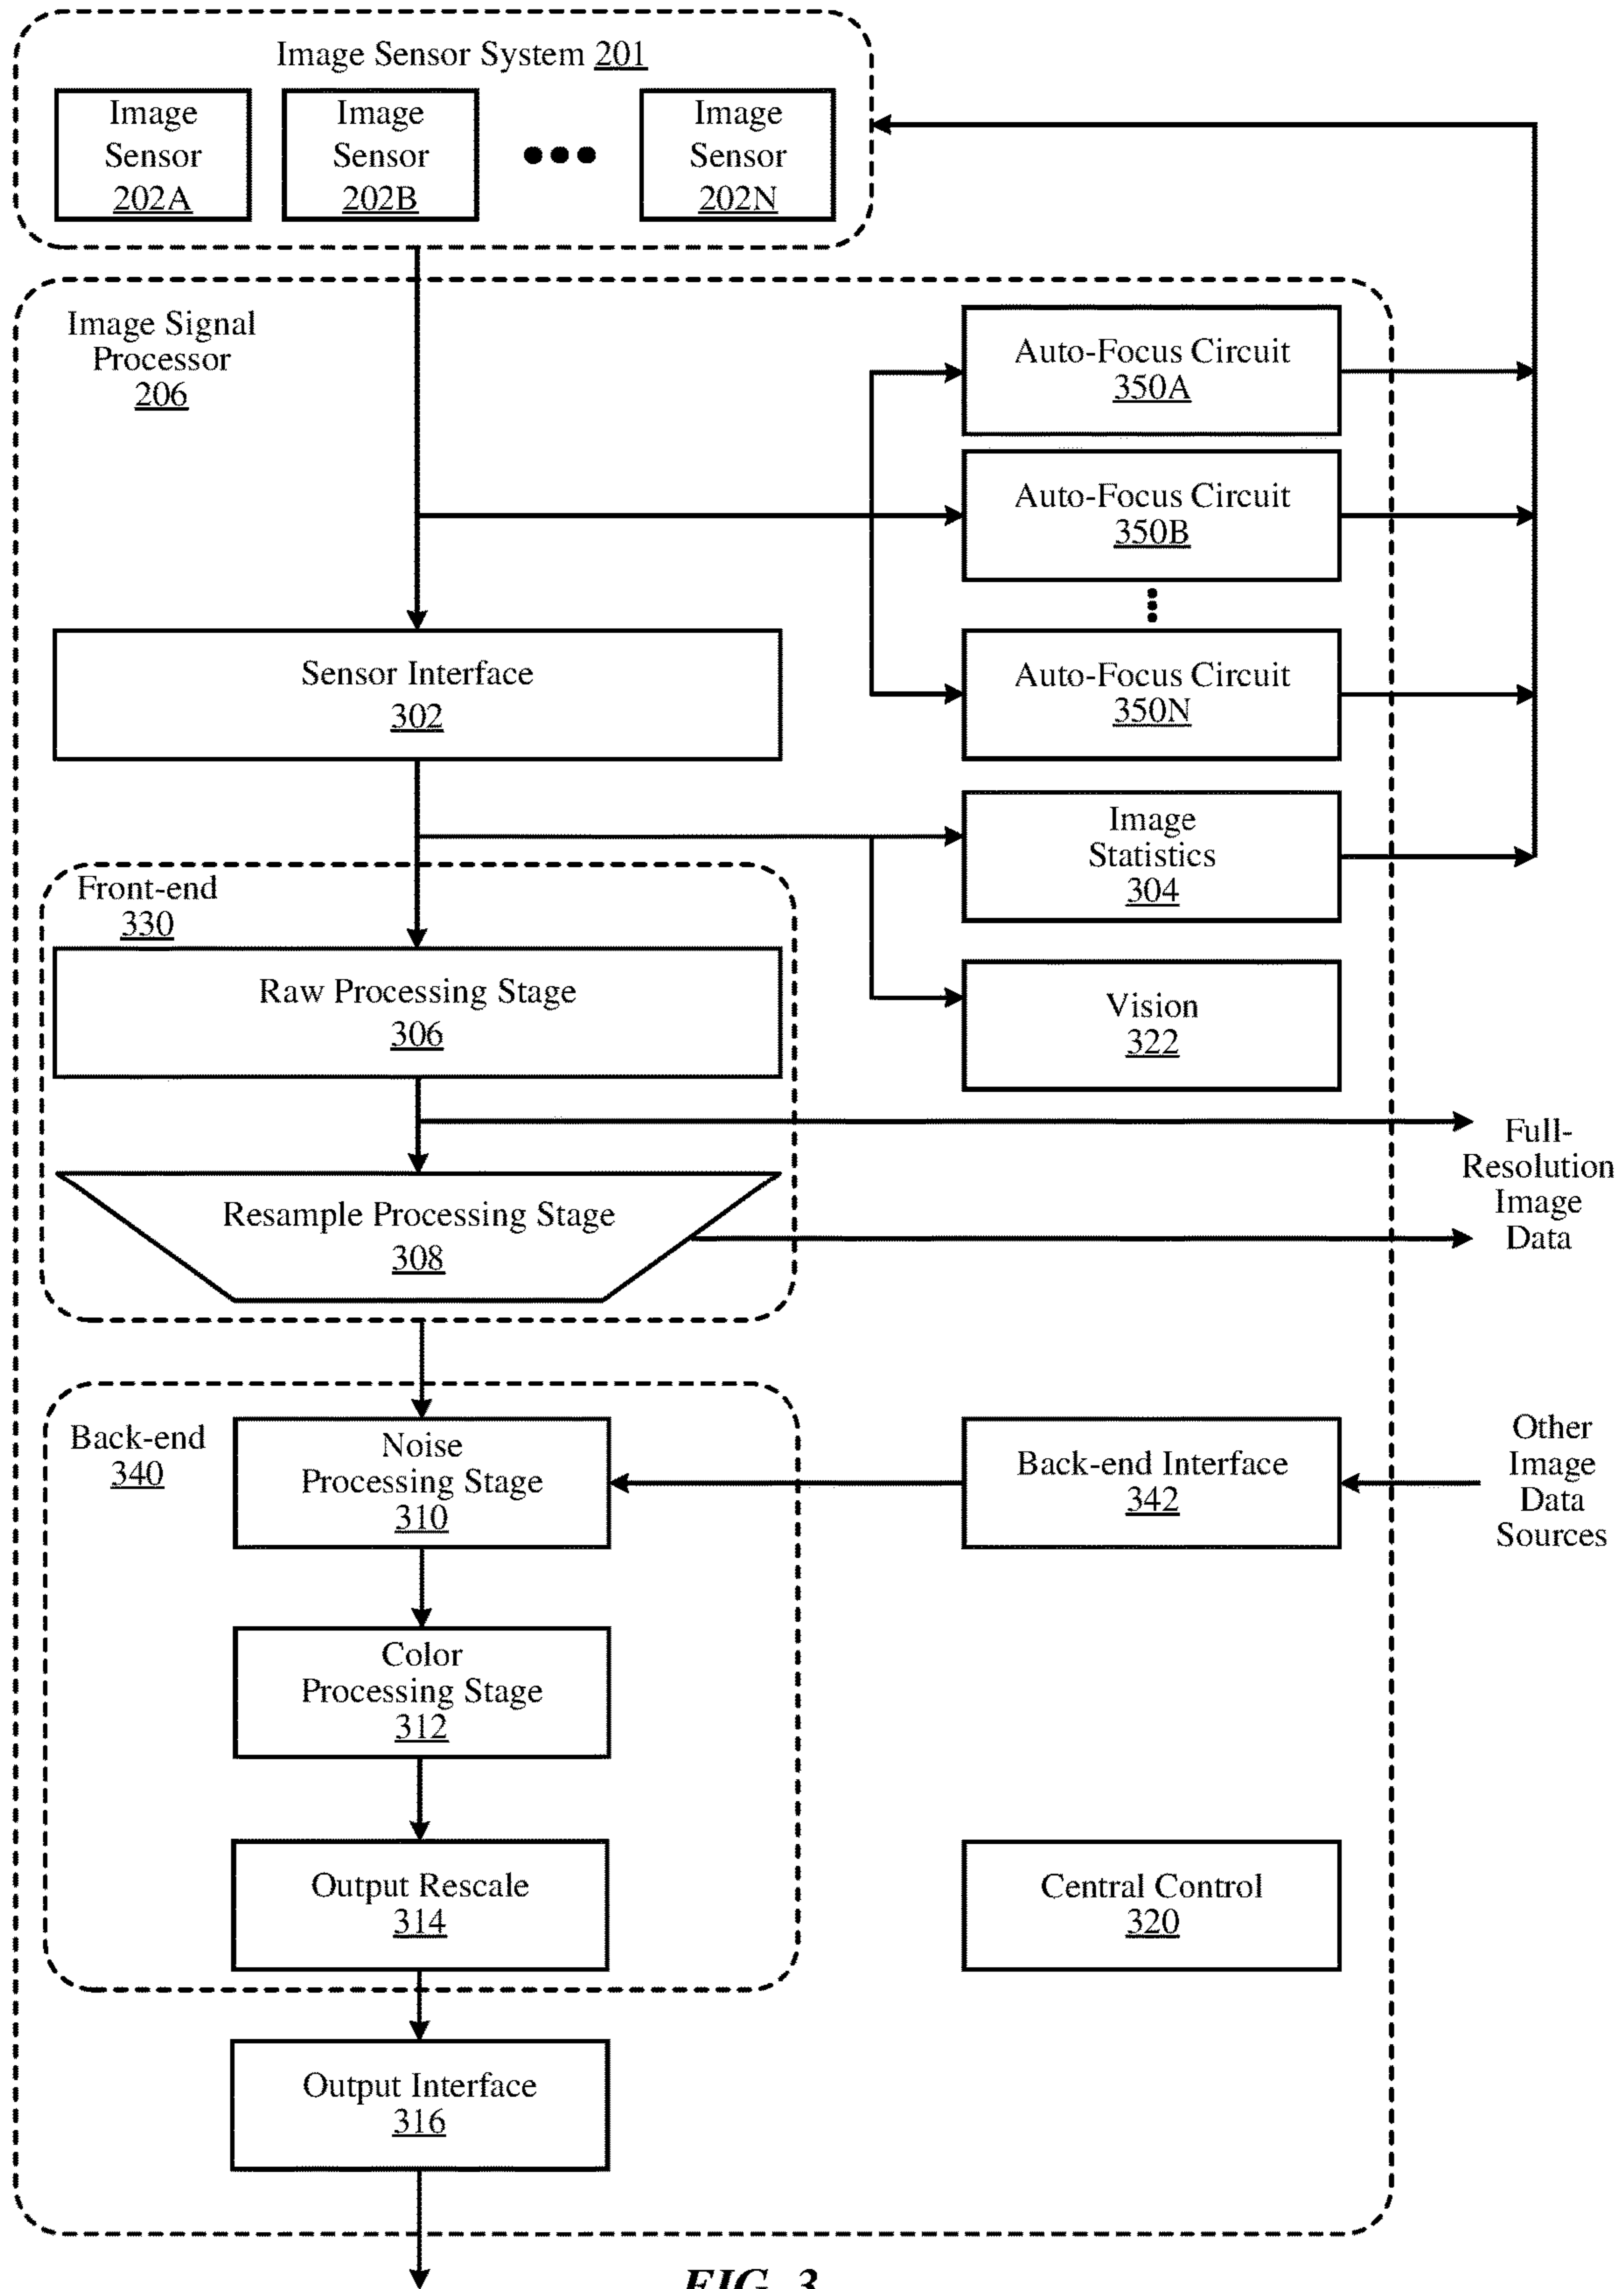 Image Sensor System 201
Image
Sensor
202A
Image
Sensor
202B
Image
Sensor
202N
Image Signal
Processor
206
Auto-Focus Circuit
350A
Auto-Focus Circuit
350B
Auto-Focus Circuit
350N
Sensor Interface
302
Image
Statistics
304
Front-end
330
Raw Processing Stage
306
Vision
322
Full-
Resolution
Image
Data
Resample Processing Stage
308
Back-end
340
Noise
Processing Stage
310
Back-end Interface
342
Other
Image
Data
Sources
Color
Processing Stage
312
Output Rescale
314
Central Control
320
Output Interface
316
FIG. 3